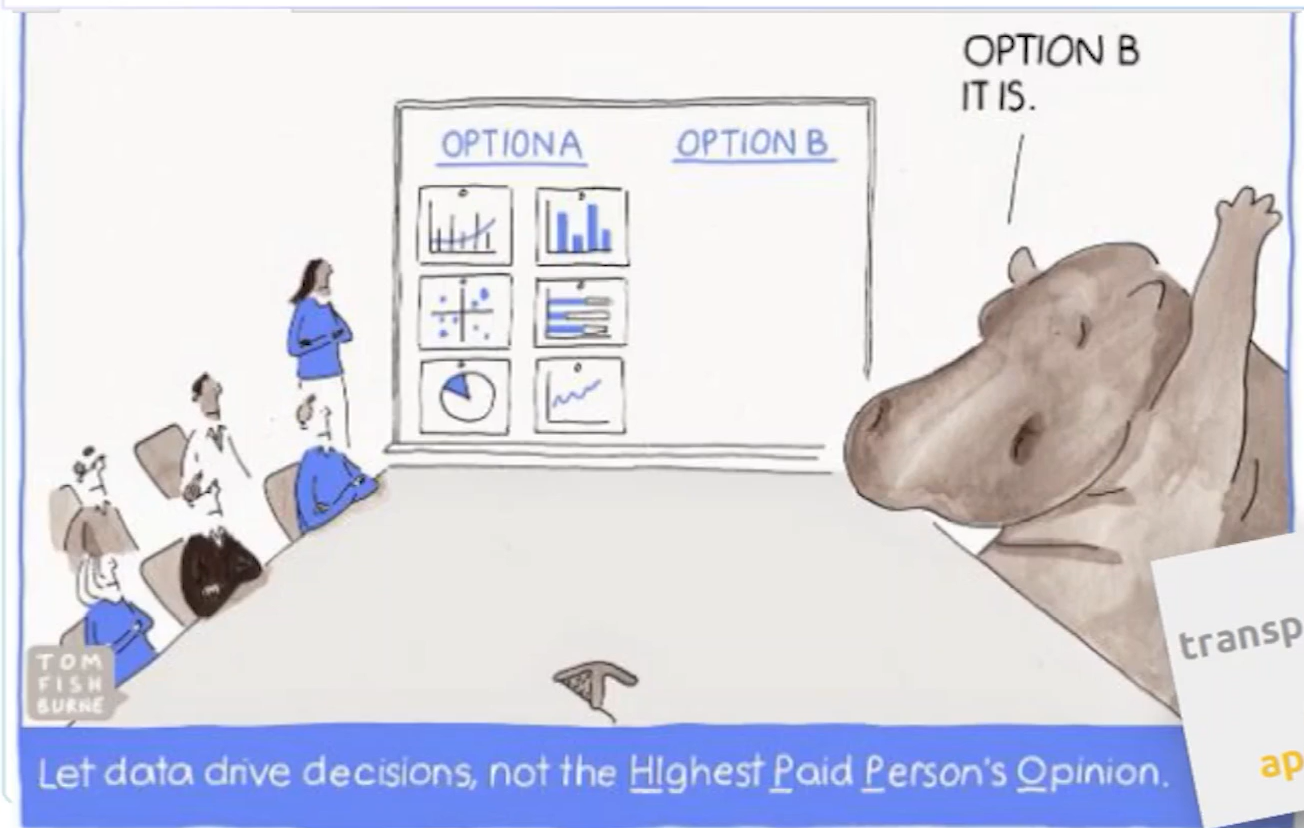 OPTION B
IT IS.
OPTION A
OPTION B
TOM
FISH
BURNE
transp
ap
Let data drive decisions, not the HIghest Paid Person's Opinion.